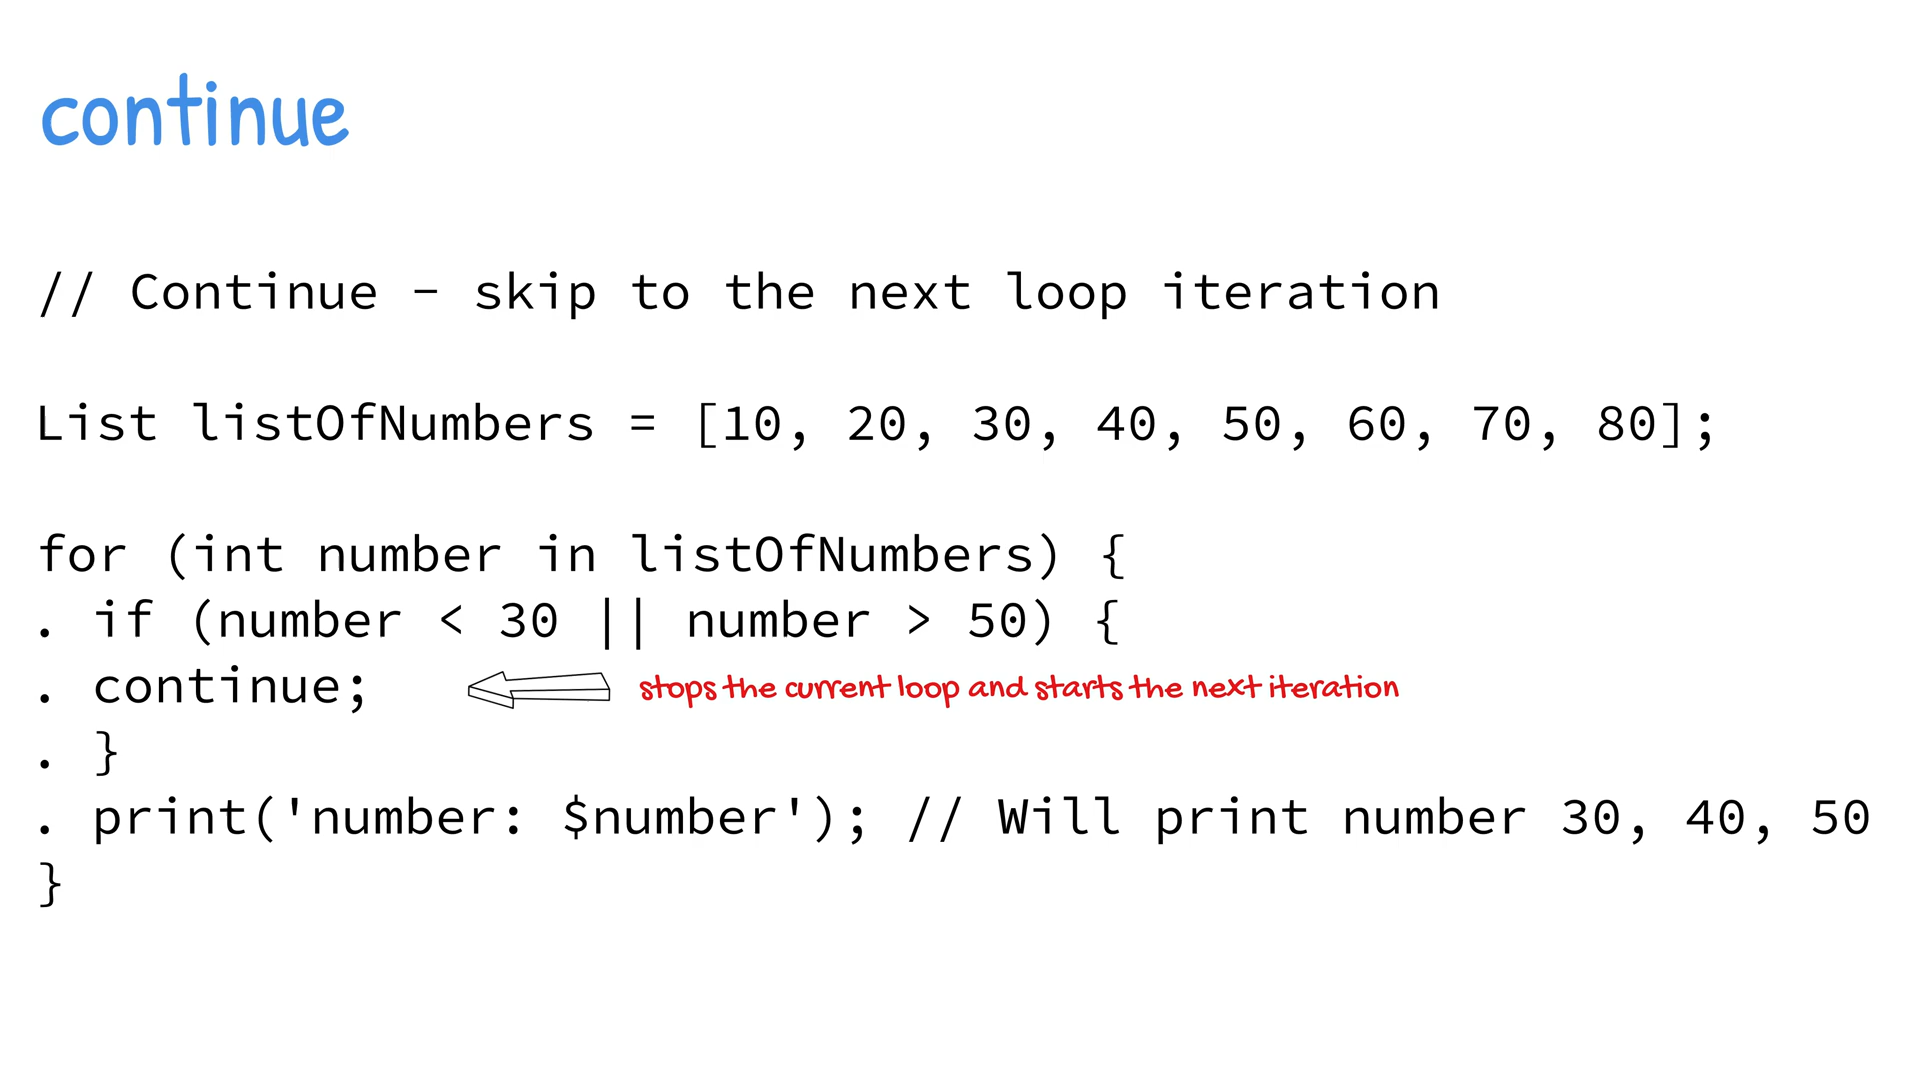 continue
// Continue - skip to the next loop iteration
List listOfNumbers = [10, 20, 30, 40, 50, 60, 70, 80];
for (int number in listOfNumbers) {
. if (number < 30 || number > 50) {
. continue; stops the current loop and starts the next iteration
. }
. print('number: $number'); // Will print number 30, 40, 50
}